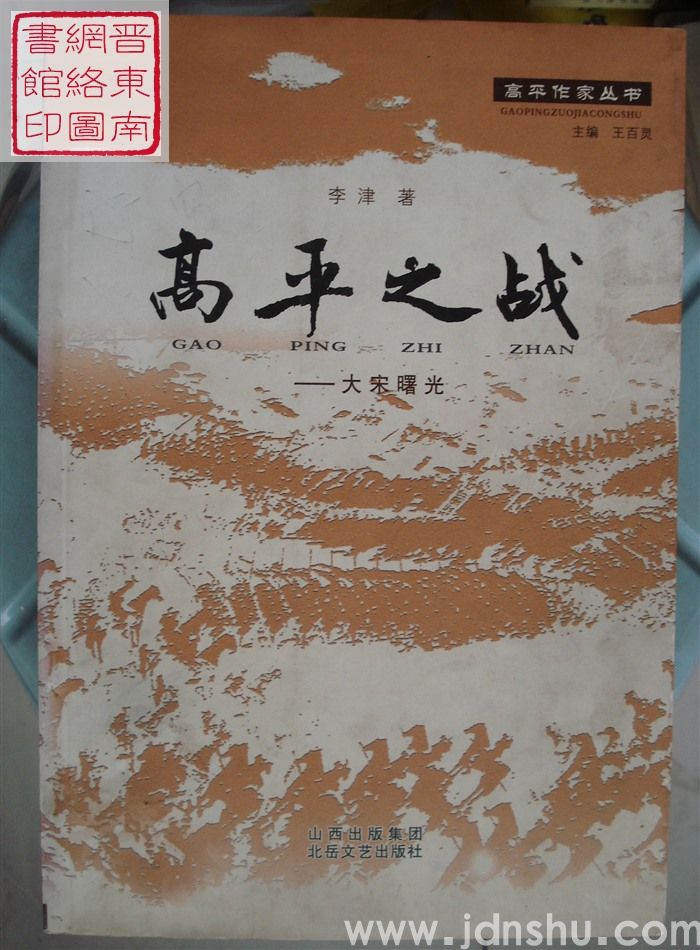 晋東南
網絡圖
書館印
高平作家丛书
GAOPINGZUOJIACONGSHU
主编 王百灵
李津 著
高平之战
GAO PING ZHI ZHAN
——大宋曙光
山西出版集团
北岳文艺出版社
www.jdnshu.com